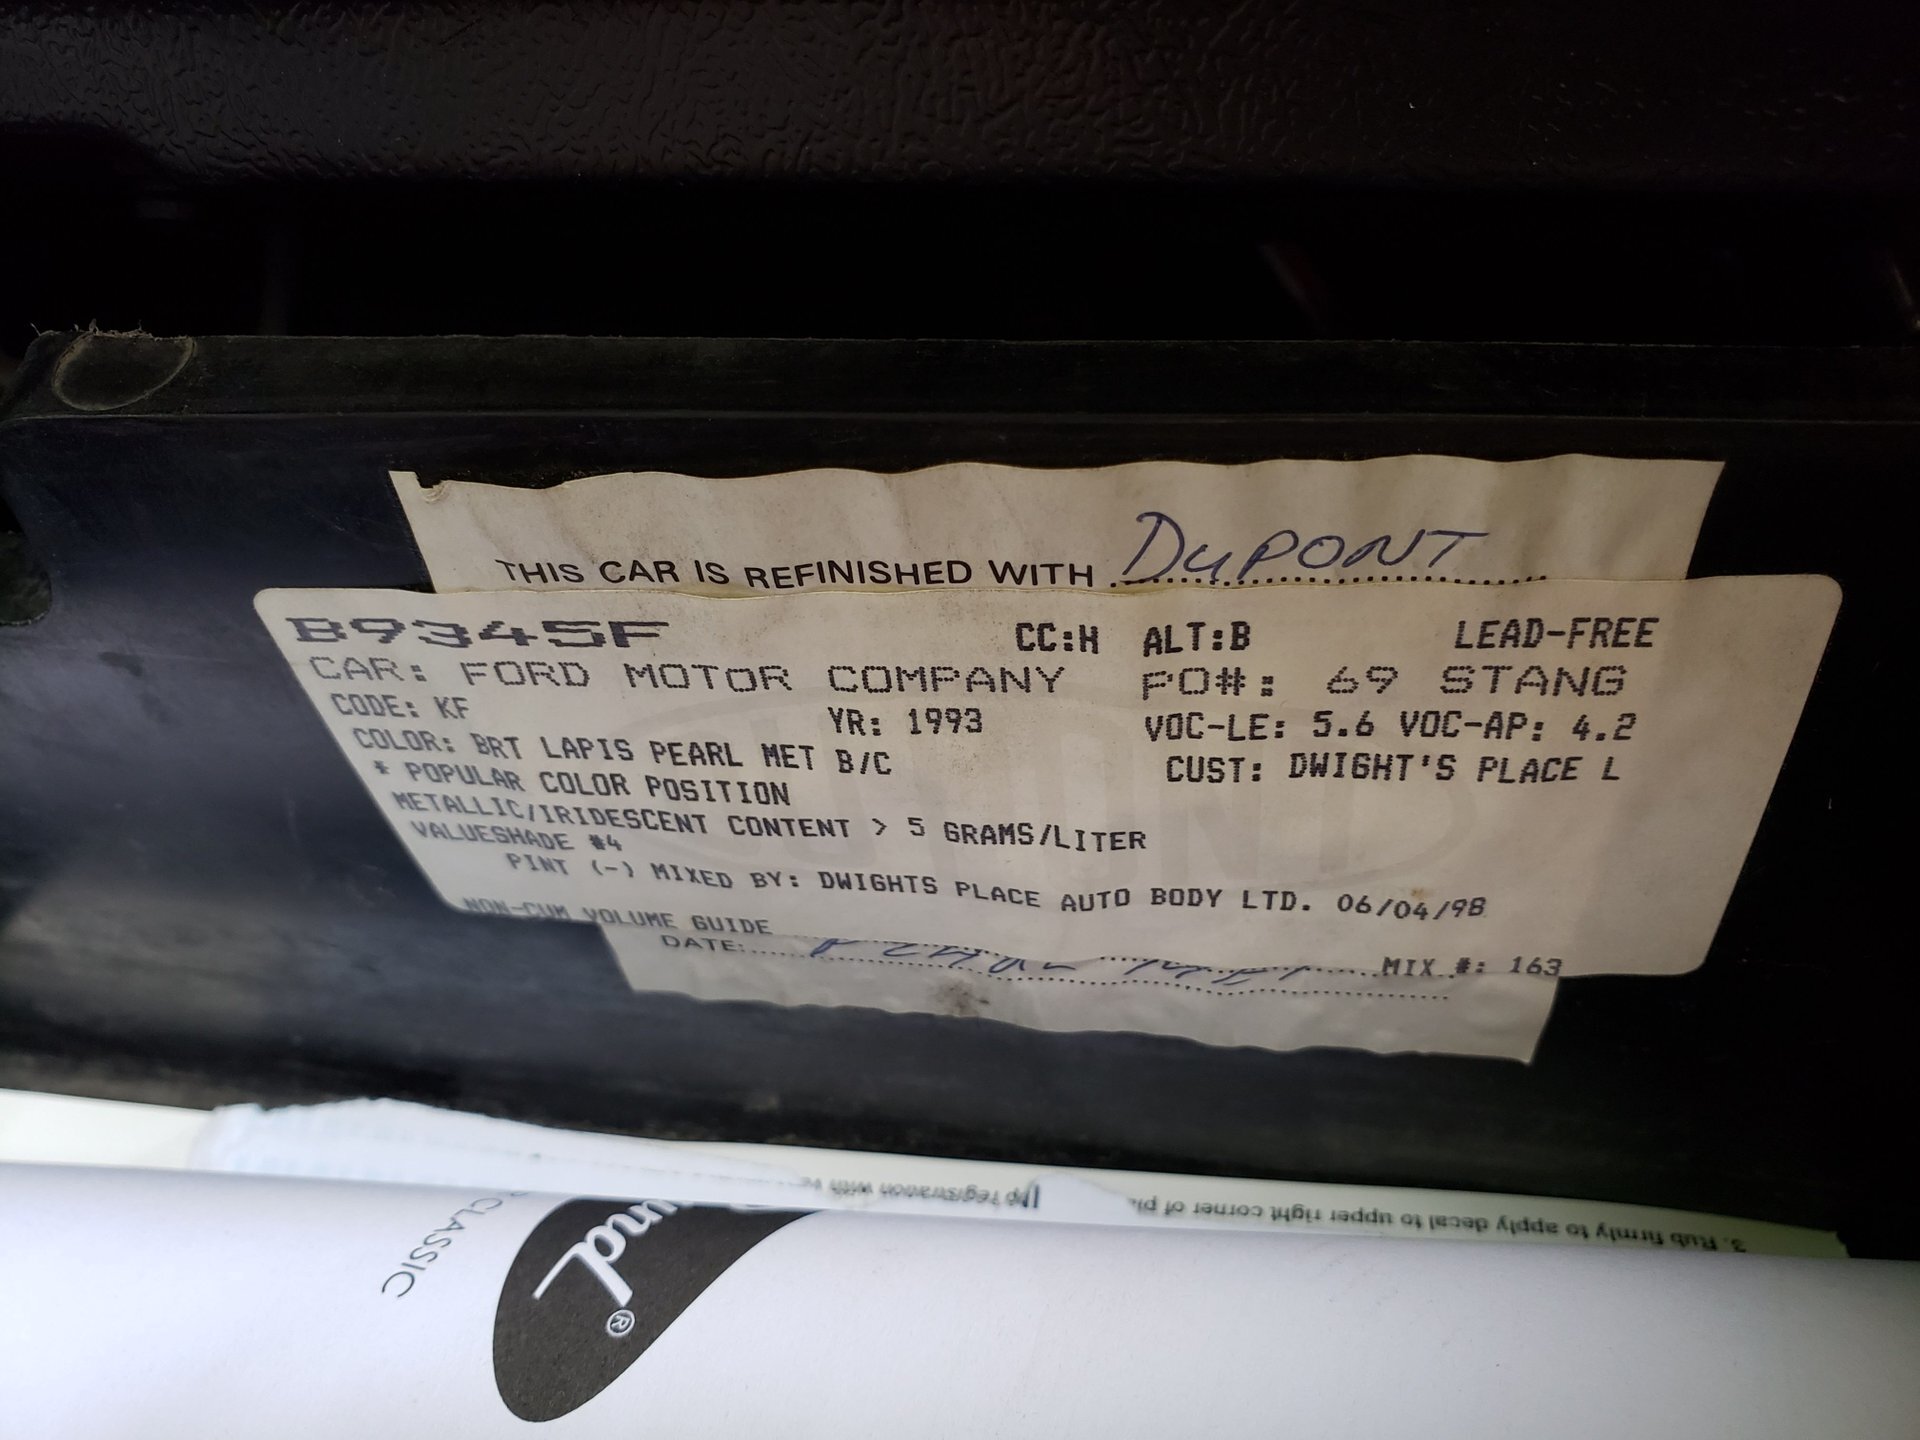 THIS CAR IS REFINISHED WITH DUPONT
B9345F CC:H ALT:B LEAD-FREE
CAR: FORD MOTOR COMPANY PO#: 69 STANG
CODE: KF YR: 1993 VOC-LE: 5.6 VOC-AP: 4.2
COLOR: BRT LAPIS PEARL MET B/C CUST: DWIGHT'S PLACE L
* POPULAR COLOR POSITION
METALLIC/IRIDESCENT CONTENT > 5 GRAMS/LITER
VALUESHADE #4
PINT (-) MIXED BY: DWIGHTS PLACE AUTO BODY LTD. 06/04/98
NON-CUM VOLUME GUIDE
DATE: MIX #: 163
registration with
3. Rub firmly to apply decal to upper right corner of
und®
CLASSIC